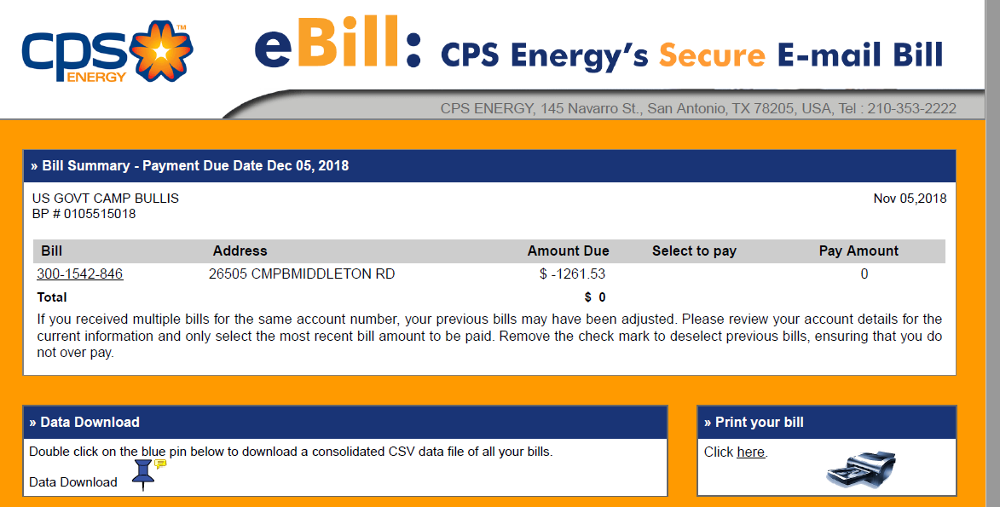 cps ENERGY ™
eBill: CPS Energy's Secure E-mail Bill
CPS ENERGY, 145 Navarro St., San Antonio, TX 78205, USA, Tel : 210-353-2222
» Bill Summary - Payment Due Date Dec 05, 2018
US GOVT CAMP BULLIS Nov 05,2018
BP # 0105515018
Bill Address Amount Due Select to pay Pay Amount
300-1542-846 26505 CMPBMIDDLETON RD $ -1261.53 0
Total $ 0
If you received multiple bills for the same account number, your previous bills may have been adjusted. Please review your account details for the
current information and only select the most recent bill amount to be paid. Remove the check mark to deselect previous bills, ensuring that you do
not over pay.
» Data Download
Double click on the blue pin below to download a consolidated CSV data file of all your bills.
Data Download
» Print your bill
Click here.